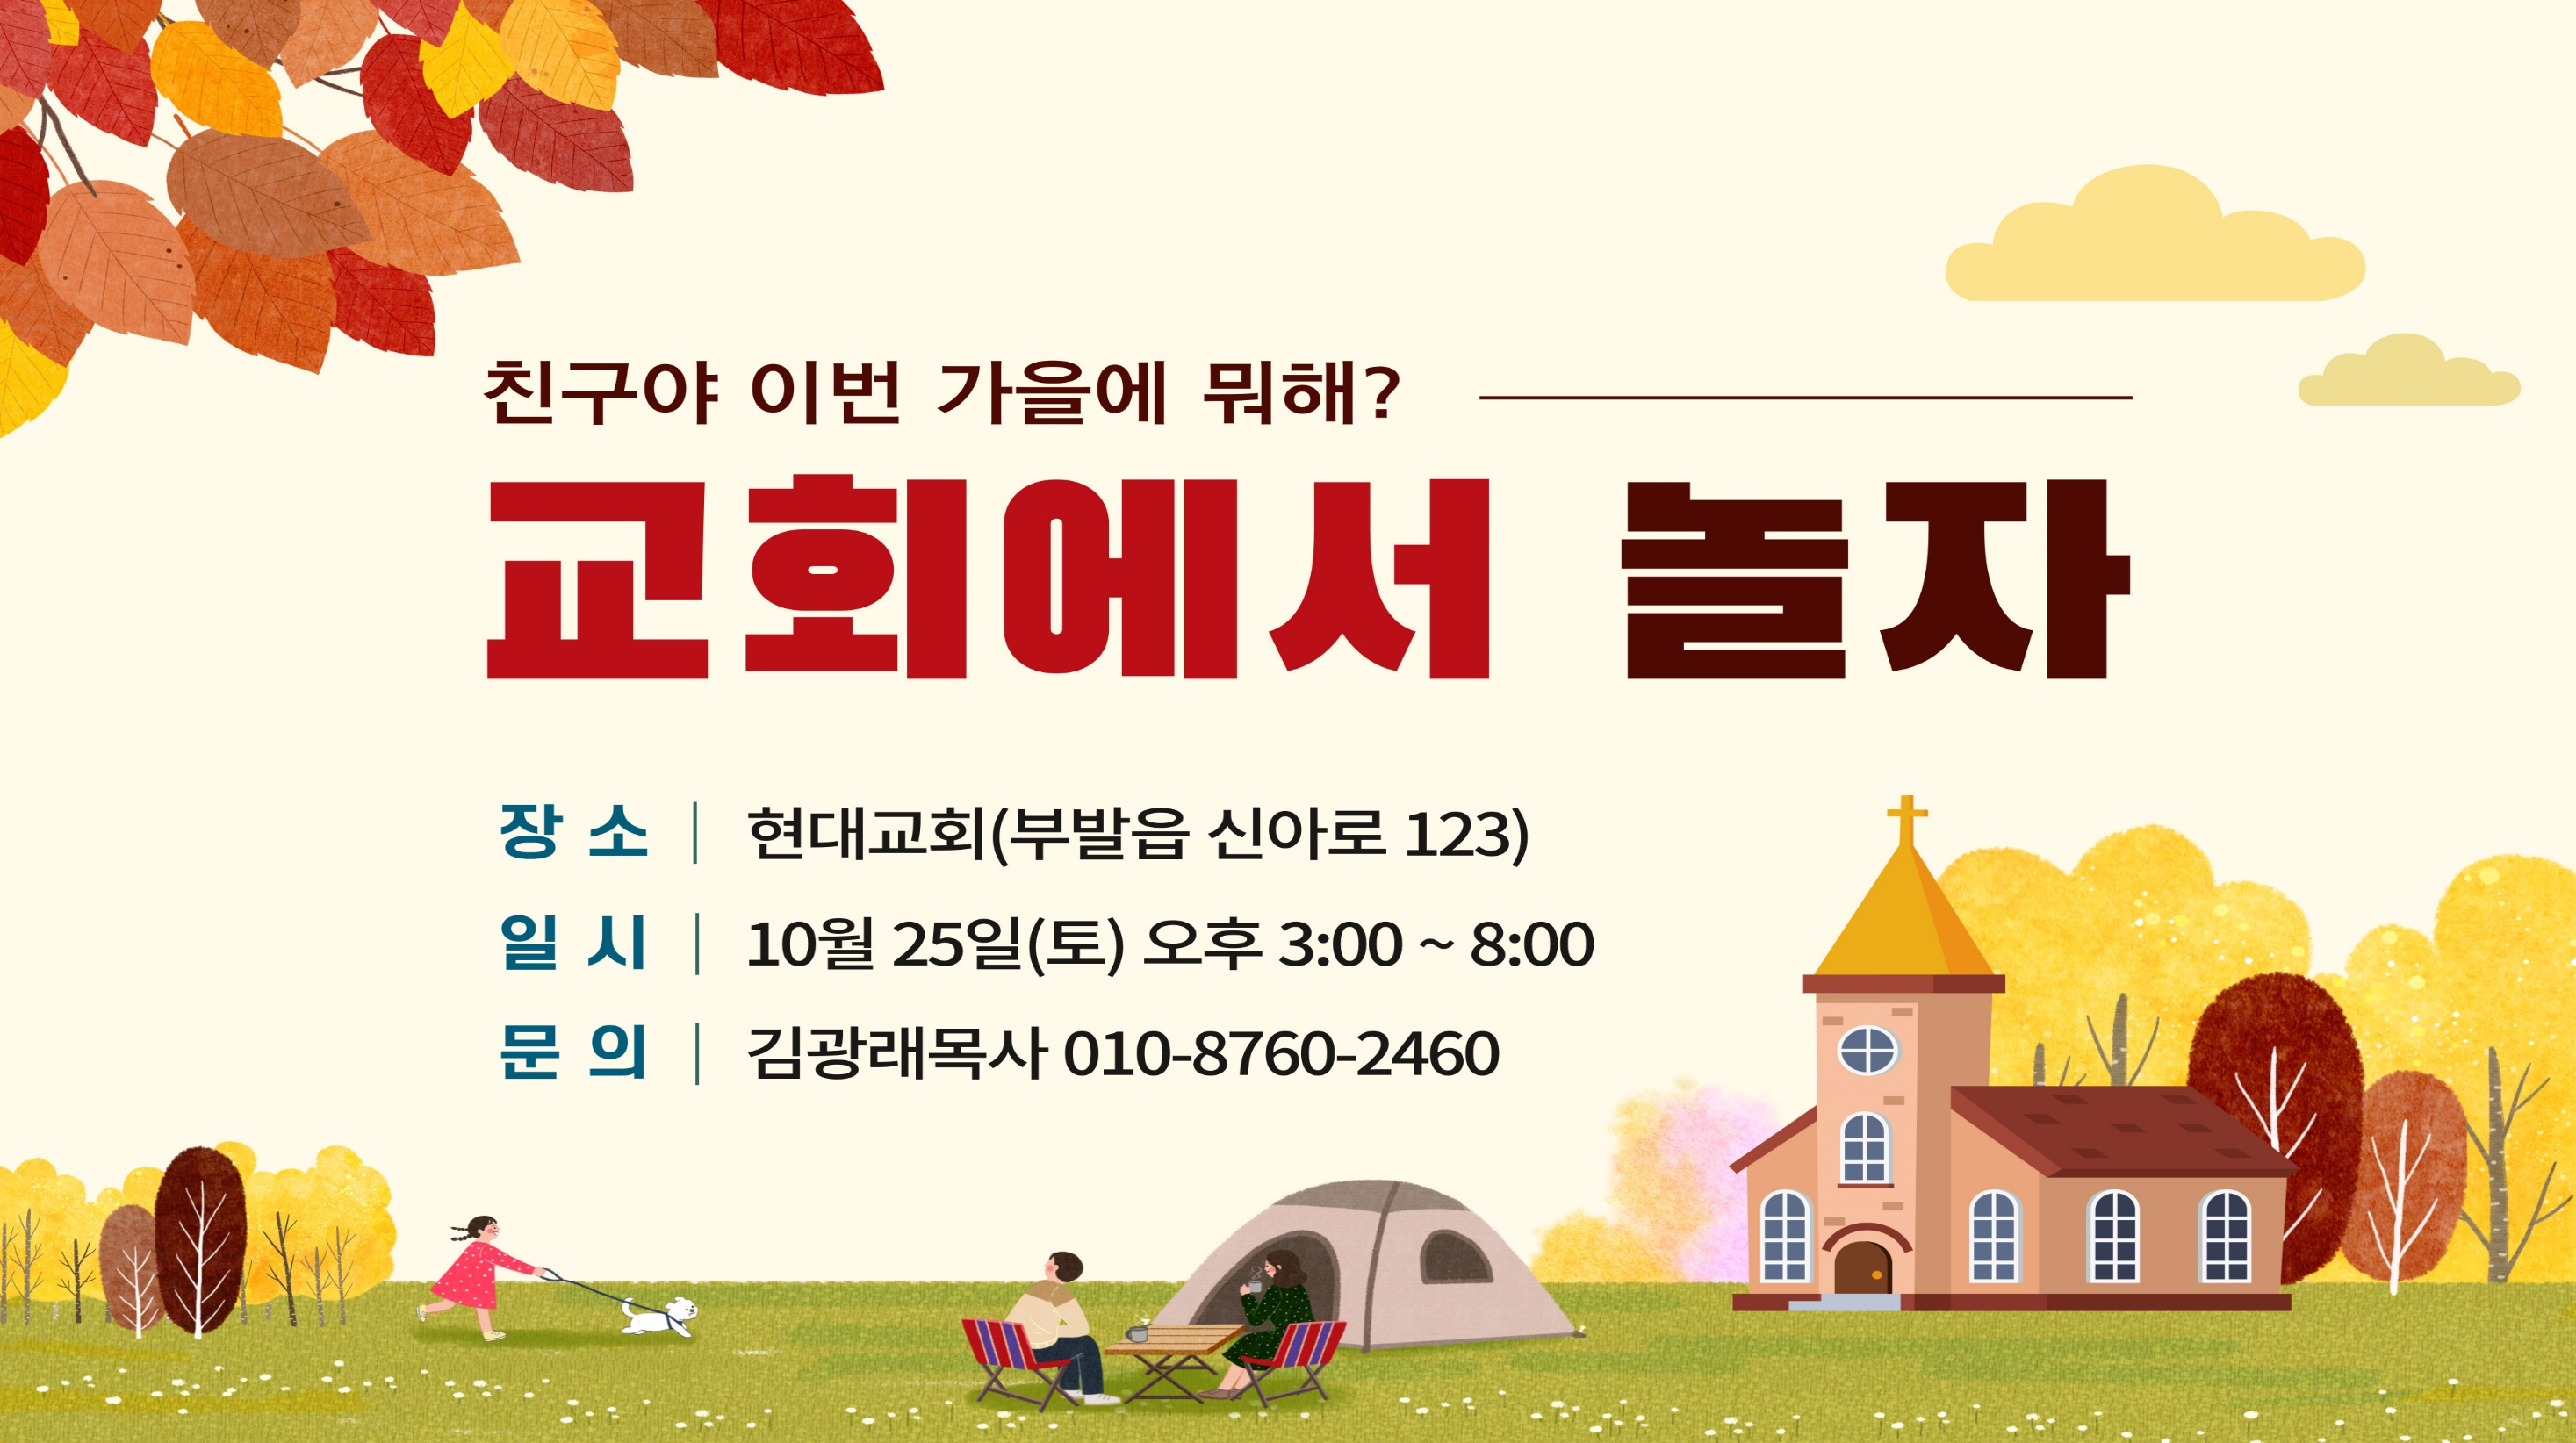 친구야 이번 가을에 뭐해?
교회에서 놀자
장 소 | 현대교회(부발읍 신아로 123)
일 시 | 10월 25일(토) 오후 3:00 ~ 8:00
문 의 | 김광래목사 010-8760-2460